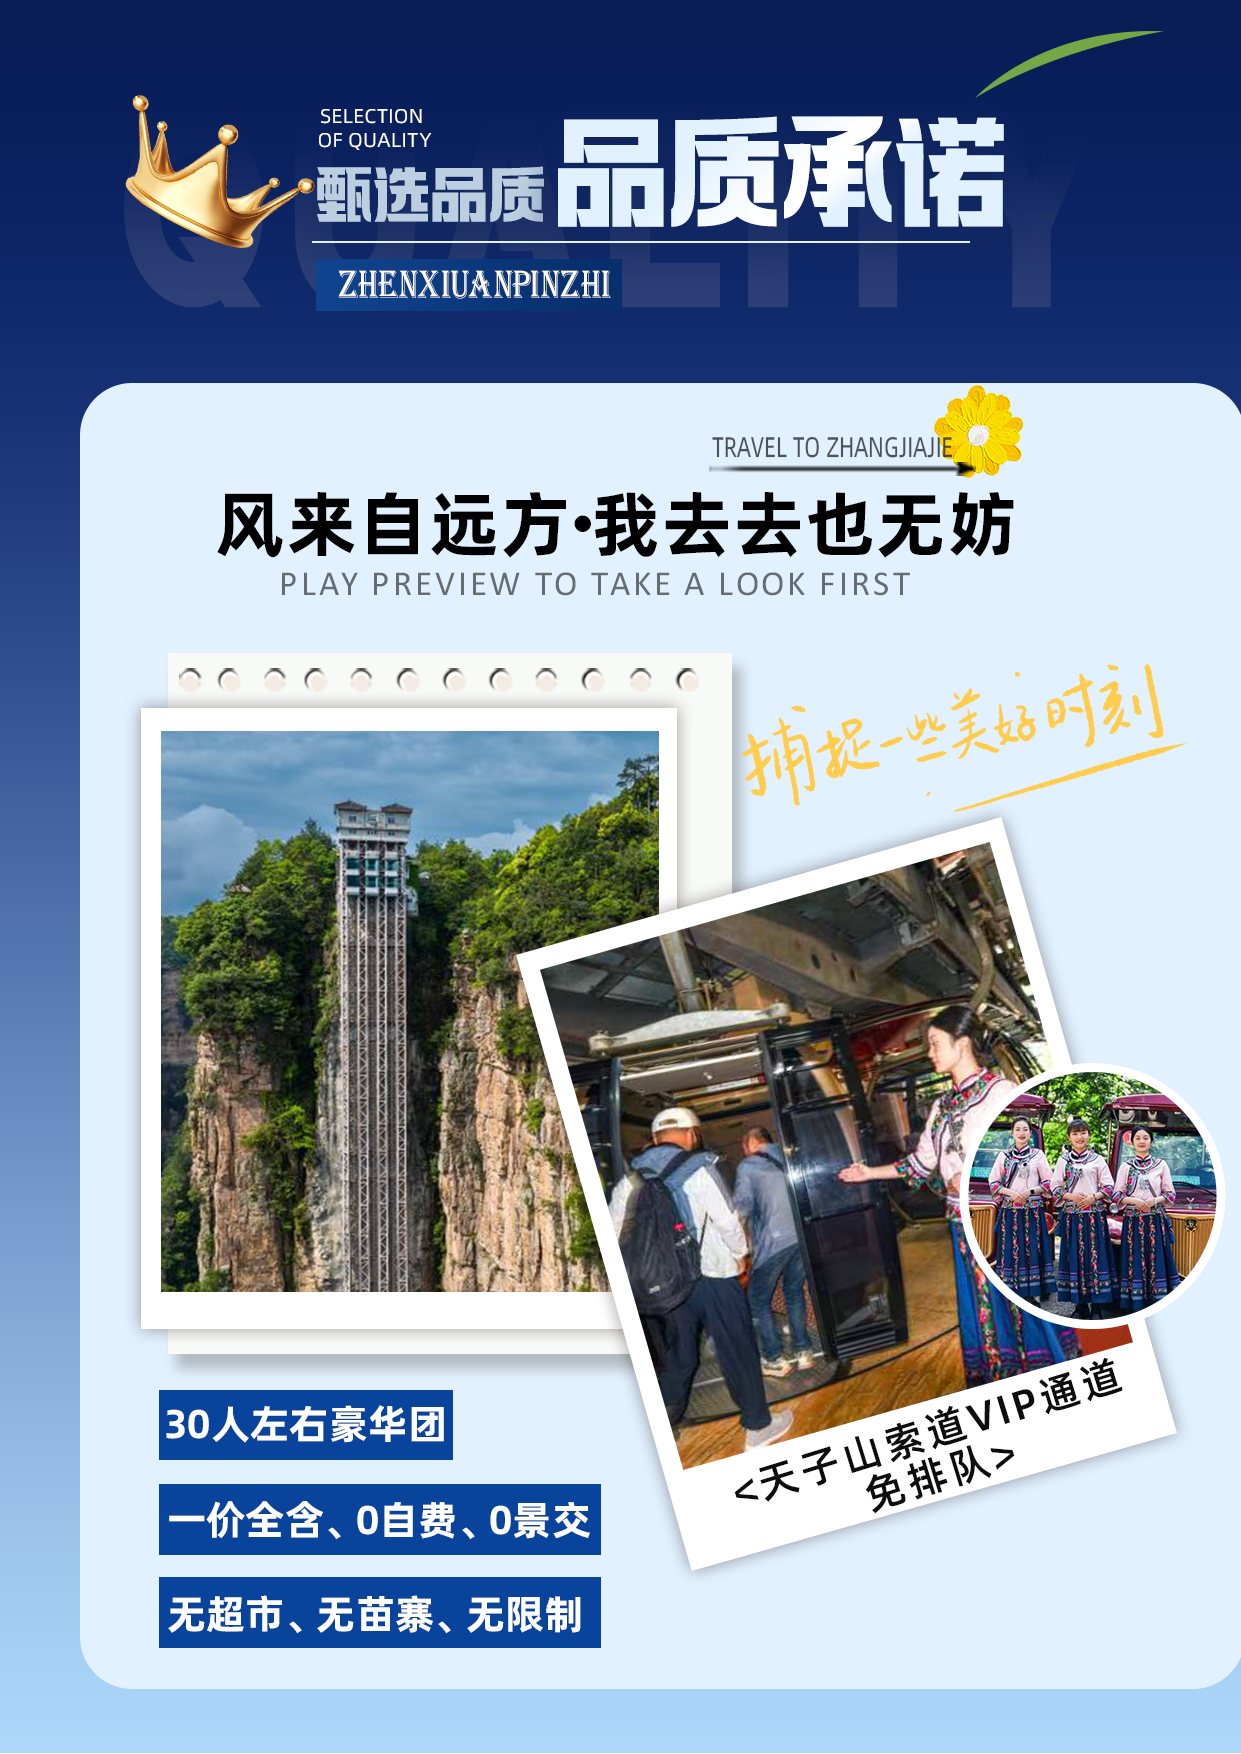 SELECTION
OF QUALITY
甄选品质 品质承诺
QUALITY
ZHENXIUANPINZHI
TRAVEL TO ZHANGJIAJIE
风来自远方·我去去也无妨
PLAY PREVIEW TO TAKE A LOOK FIRST
捕捉一些美好时刻
<天子山索道VIP通道
免排队>
30人左右豪华团
一价全含、0自费、0景交
无超市、无苗寨、无限制